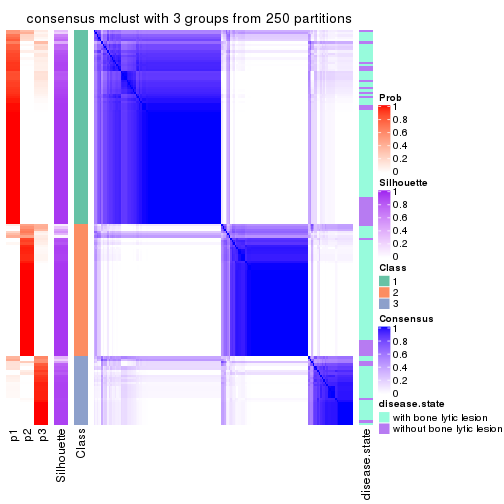 consensus mclust with 3 groups from 250 partitions
Prob
1
0.8
0.6
0.4
0.2
0
Silhouette
1
0.8
0.6
0.4
0.2
0
Class
1
2
3
Consensus
1
0.8
0.6
0.4
0.2
0
disease.state
with bone lytic lesion
without bone lytic lesion
p1
p2
p3
Silhouette
Class
disease.state